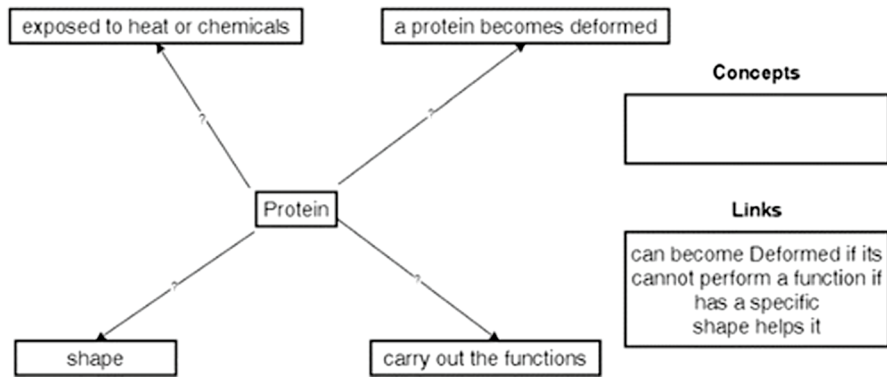 exposed to heat or chemicals
a protein becomes deformed
Concepts
?
?
Protein
Links
can become Deformed if its
cannot perform a function if
has a specific
shape helps it
?
?
shape
carry out the functions